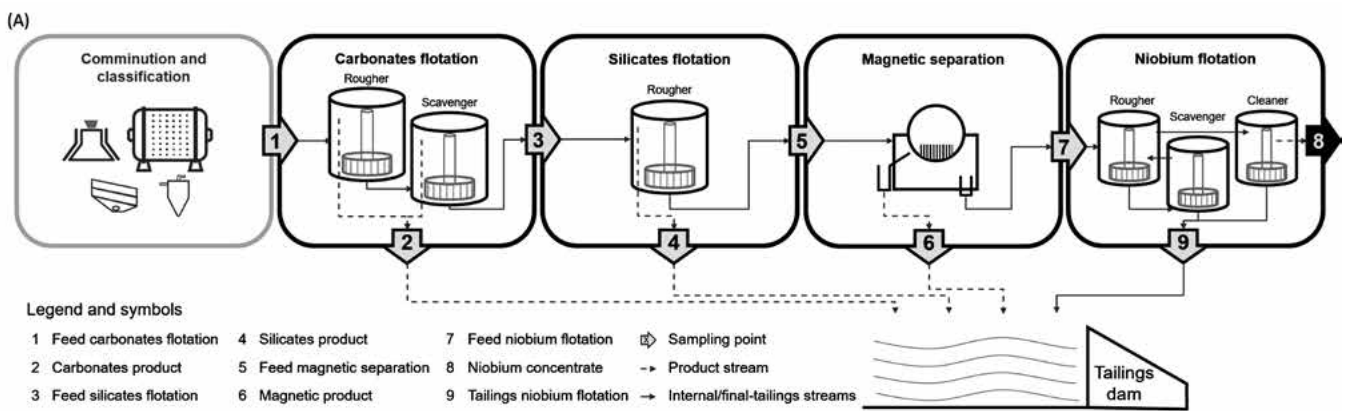 (A)
Comminution and
classification
Carbonates flotation
Rougher
Scavenger
Silicates flotation
Rougher
Magnetic separation
Niobium flotation
Rougher
Scavenger
Cleaner
1
2
3
4
5
6
7
8
9
Legend and symbols
1 Feed carbonates flotation
2 Carbonates product
3 Feed silicates flotation
4 Silicates product
5 Feed magnetic separation
6 Magnetic product
7 Feed niobium flotation
8 Niobium concentrate
9 Tailings niobium flotation
Sampling point
Product stream
Internal/final-tailings streams
Tailings
dam